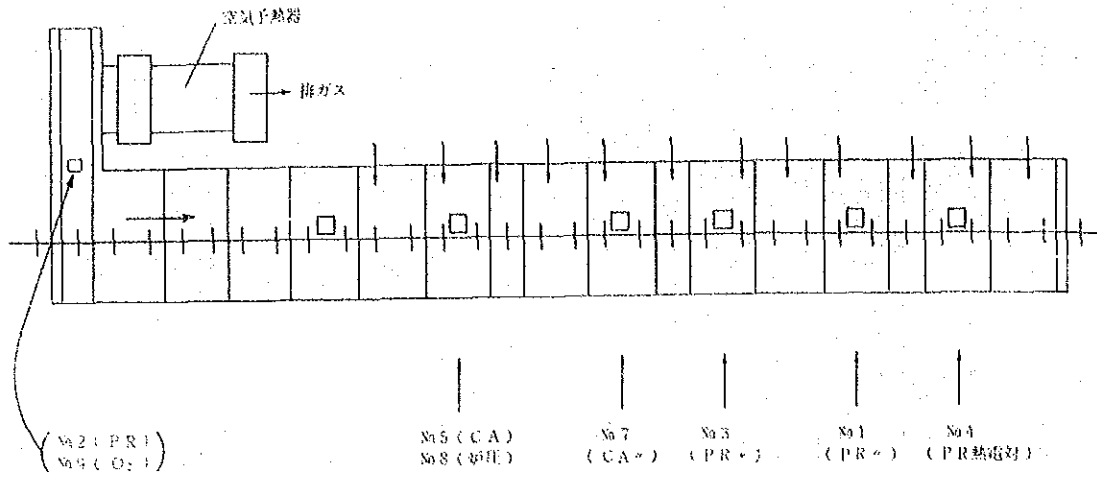 空気予熱器
排ガス
№2(PR)
№9(O₂)
№5(CA)
№8(炉圧)
№7
(CA〃)
№3
(PR〃)
№1
(PR〃)
№4
(PR熱電対)